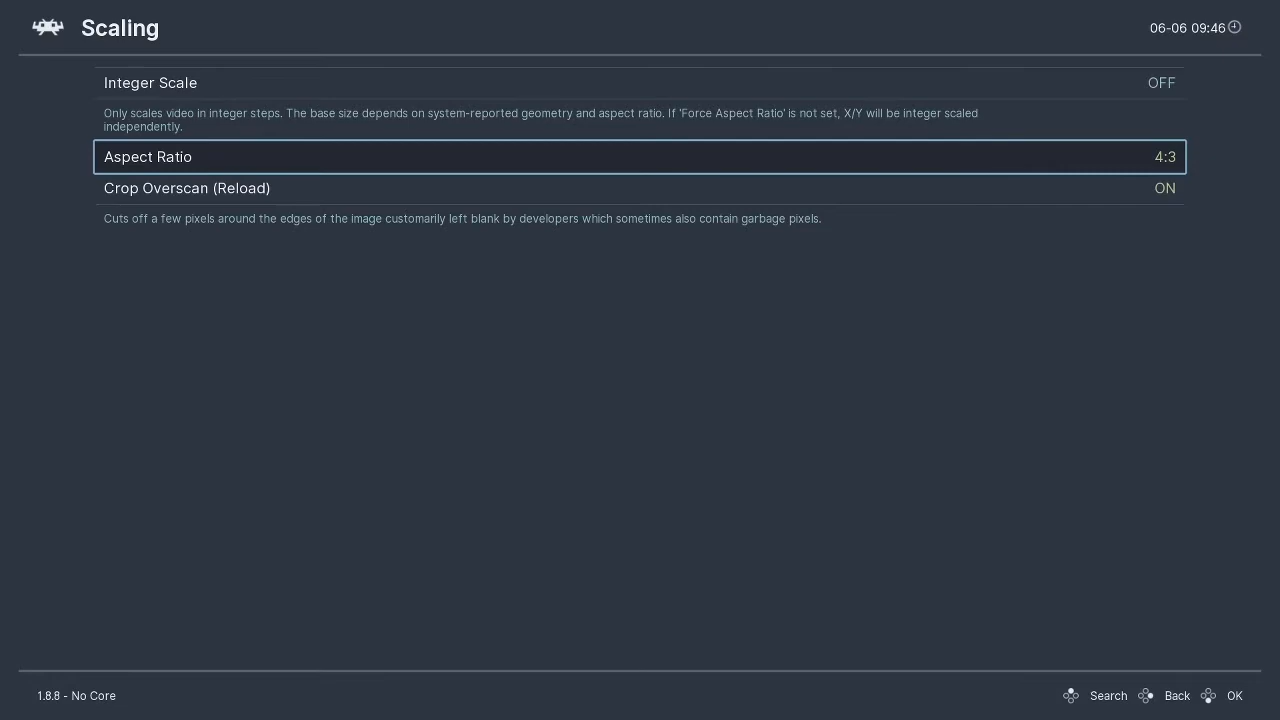 Scaling
06-06 09:46
Integer Scale OFF
Only scales video in integer steps. The base size depends on system-reported geometry and aspect ratio. If 'Force Aspect Ratio' is not set, X/Y will be integer scaled
independently.
Aspect Ratio 4:3
Crop Overscan (Reload) ON
Cuts off a few pixels around the edges of the image customarily left blank by developers which sometimes also contain garbage pixels.
1.8.8 - No Core
Search Back OK